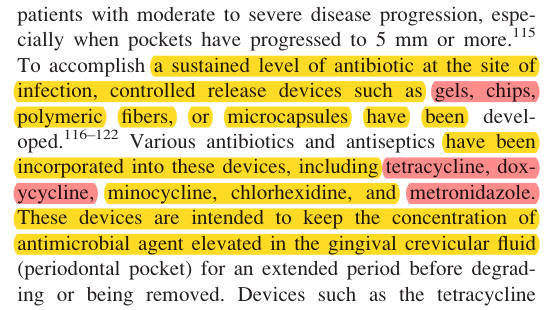 patients with moderate to severe disease progression, espe-
cially when pockets have progressed to 5 mm or more.115
To accomplish a sustained level of antibiotic at the site of
infection, controlled release devices such as gels, chips,
polymeric fibers, or microcapsules have been devel-
oped.116–122 Various antibiotics and antiseptics have been
incorporated into these devices, including tetracycline, dox-
ycycline, minocycline, chlorhexidine, and metronidazole.
These devices are intended to keep the concentration of
antimicrobial agent elevated in the gingival crevicular fluid
(periodontal pocket) for an extended period before degrad-
ing or being removed. Devices such as the tetracycline